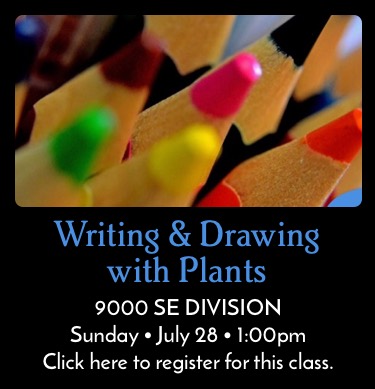 Writing & Drawing
with Plants
9000 SE DIVISION
Sunday • July 28 • 1:00pm
Click here to register for this class.